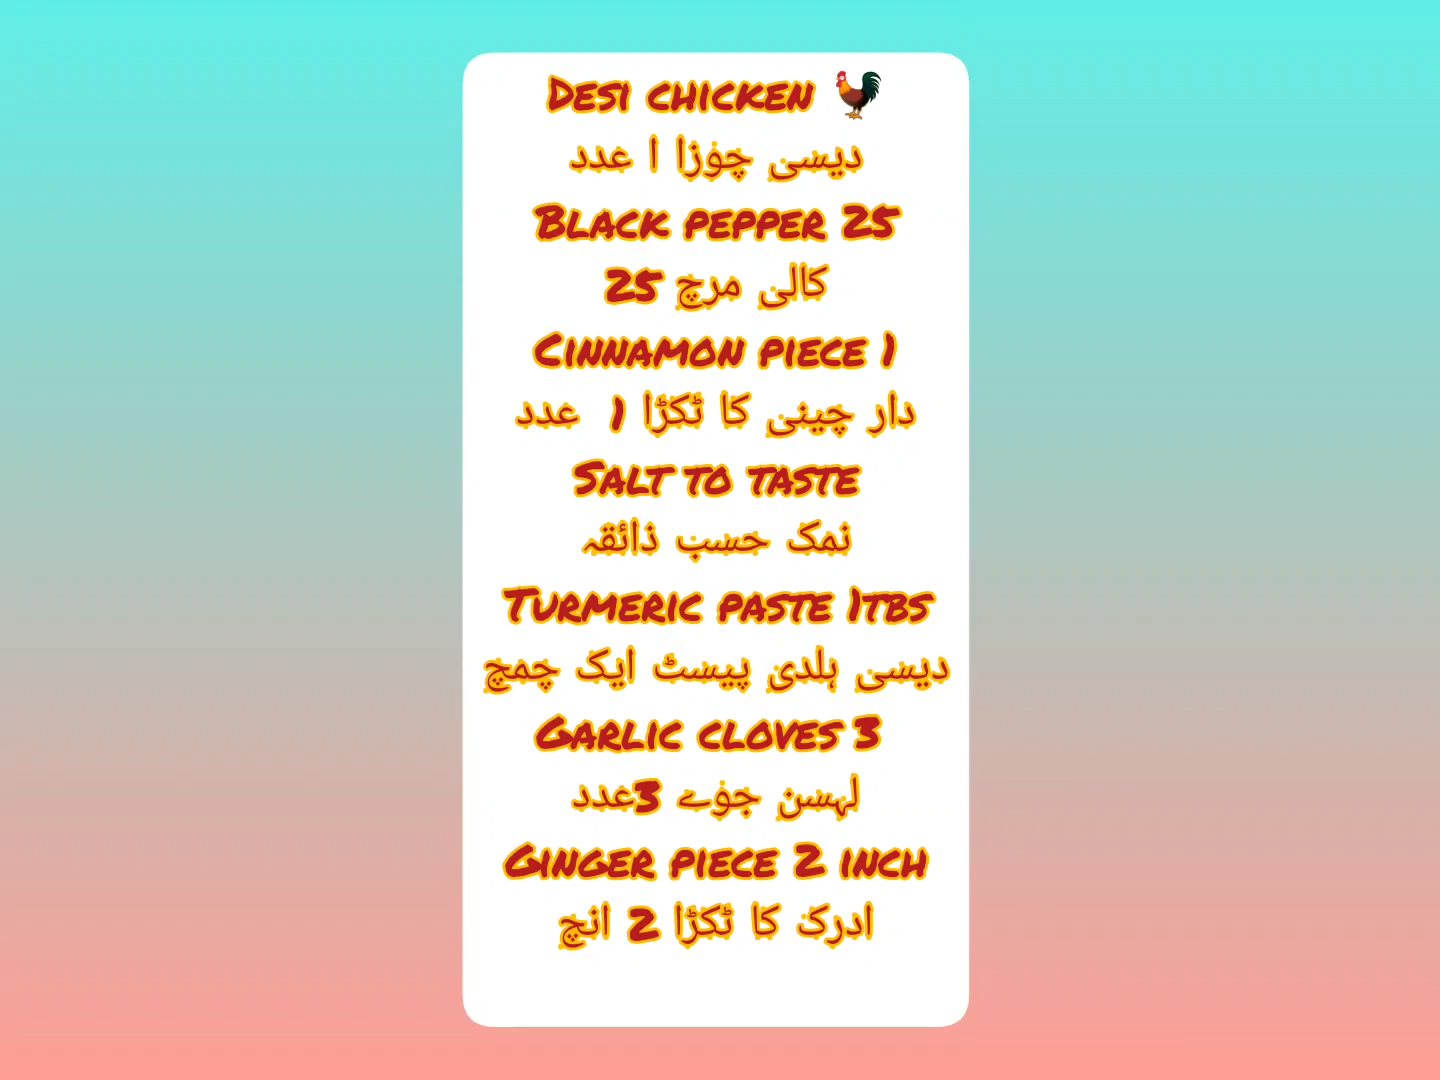 Desi chicken 🐓
دیسی چوزا ا عدد
Black pepper 25
کالی مرچ 25
Cinnamon piece 1
دار چینی کا ٹکڑا 1 عدد
Salt to taste
نمک حسب ذائقہ
Turmeric paste 1tbs
دیسی ہلدی پیسٹ ایک چمچ
Garlic cloves 3
لہسن جوے 3عدد
Ginger piece 2 inch
ادرک کا ٹکڑا 2 انچ